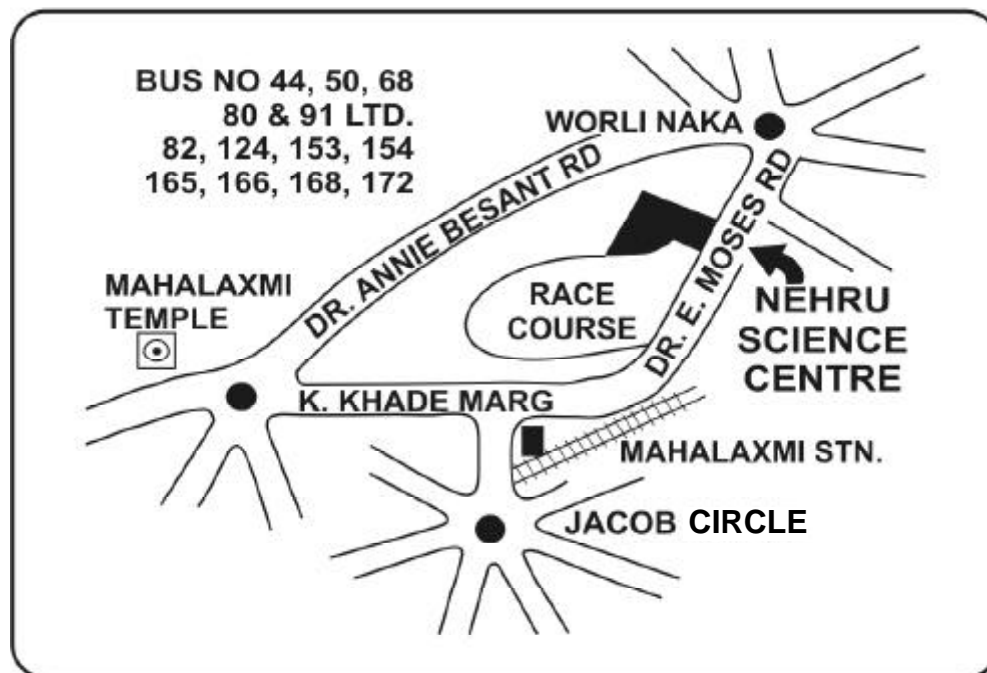 BUS NO 44, 50, 68
80 & 91 LTD.
82, 124, 153, 154
165, 166, 168, 172
WORLI NAKA
DR. ANNIE BESANT RD
DR. E. MOSES RD
MAHALAXMI
TEMPLE
RACE
COURSE
NEHRU
SCIENCE
CENTRE
K. KHADE MARG
MAHALAXMI STN.
JACOB CIRCLE